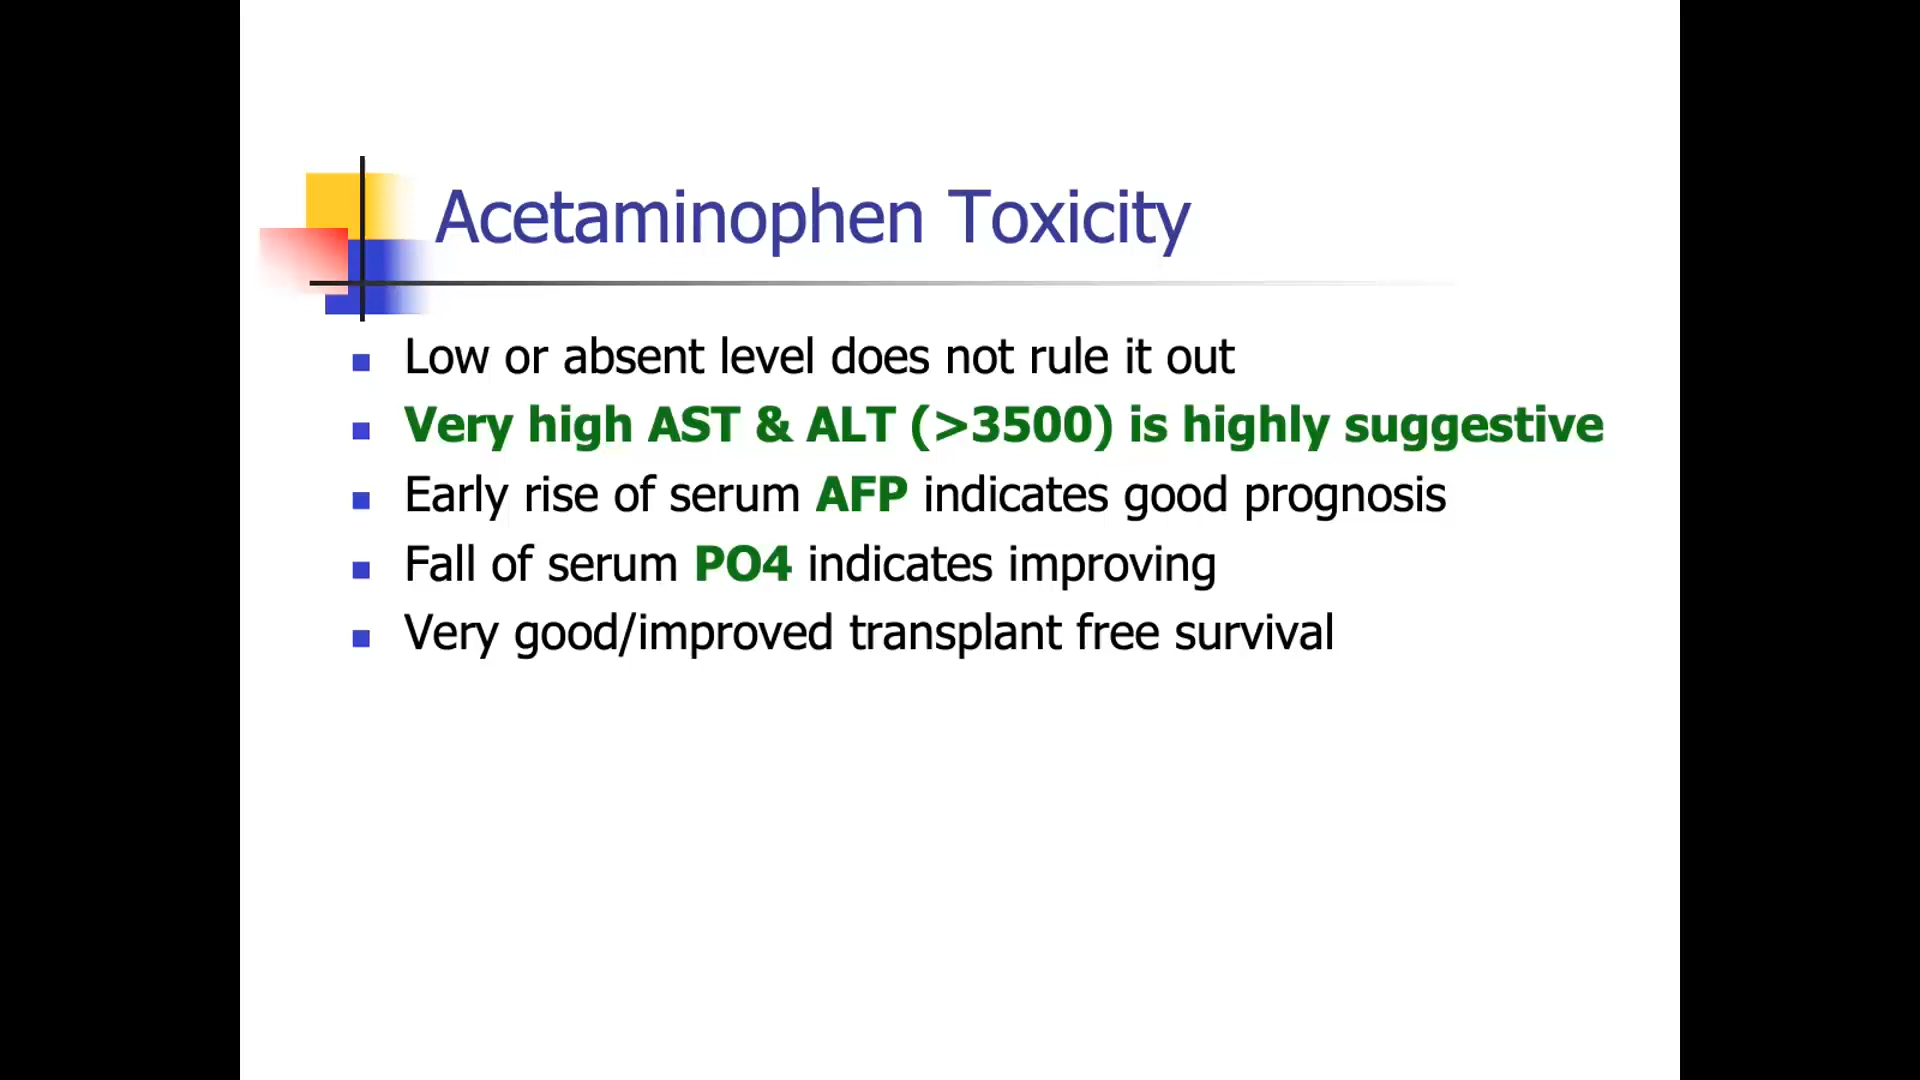 Acetaminophen Toxicity
Low or absent level does not rule it out
Very high AST & ALT (>3500) is highly suggestive
Early rise of serum AFP indicates good prognosis
Fall of serum PO4 indicates improving
Very good/improved transplant free survival